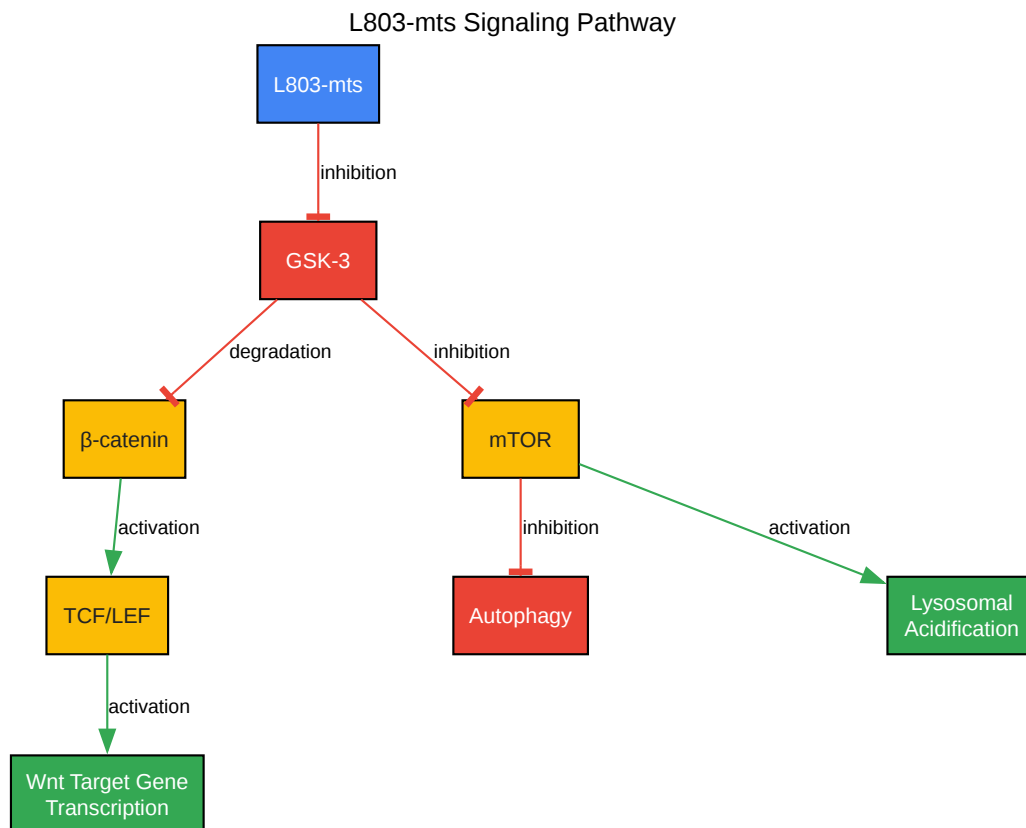 L803-mts Signaling Pathway
L803-mts
inhibition
GSK-3
degradation
inhibition
β-catenin
mTOR
activation
inhibition
activation
TCF/LEF
Autophagy
Lysosomal
Acidification
activation
Wnt Target Gene
Transcription